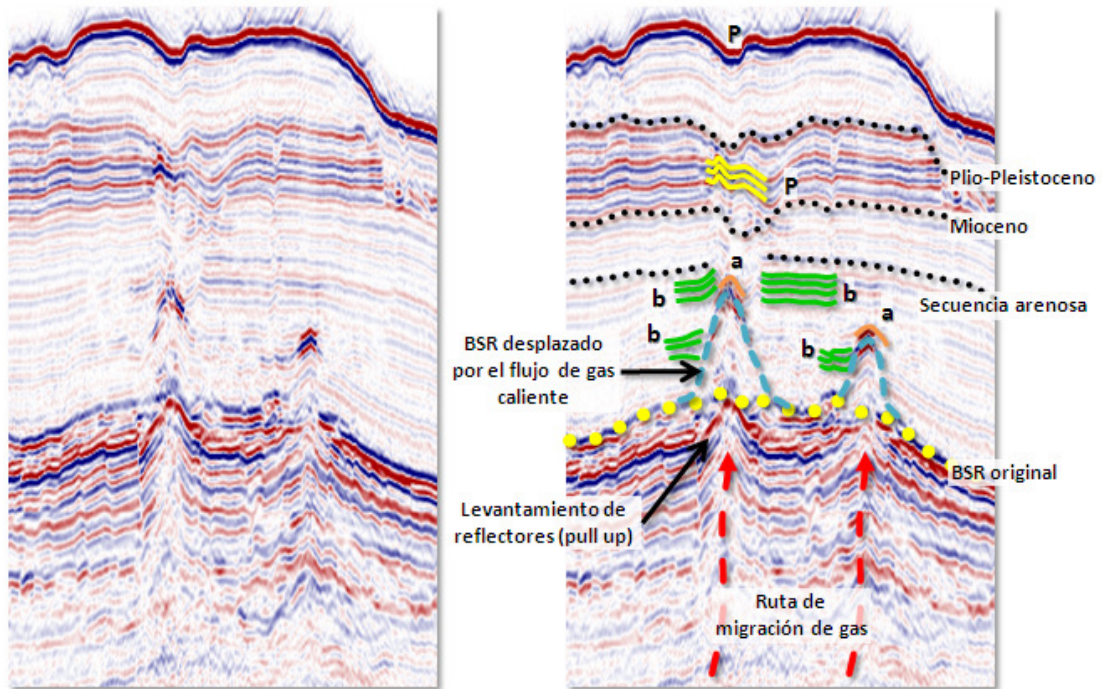 P
Plio-Pleistoceno
P
Mioceno
a
b
b
Secuencia arenosa
a
b
b
BSR desplazado
por el flujo de gas
caliente
BSR original
Levantamiento de
reflectores (pull up)
Ruta de
migración de gas